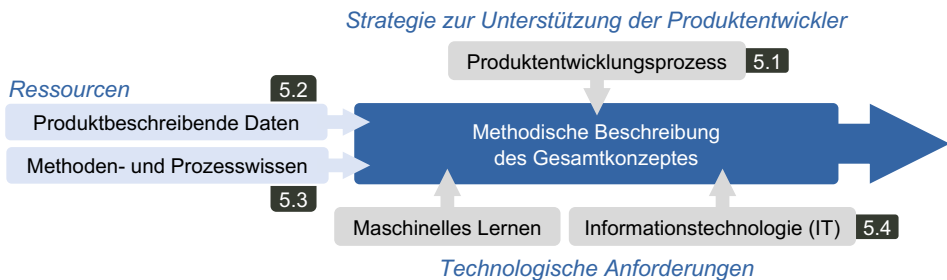 Strategie zur Unterstützung der Produktentwickler
Produktentwicklungsprozess 5.1
Ressourcen 5.2
Produktbeschreibende Daten
Methoden- und Prozesswissen
5.3
Methodische Beschreibung
des Gesamtkonzeptes
Maschinelles Lernen
Informationstechnologie (IT) 5.4
Technologische Anforderungen